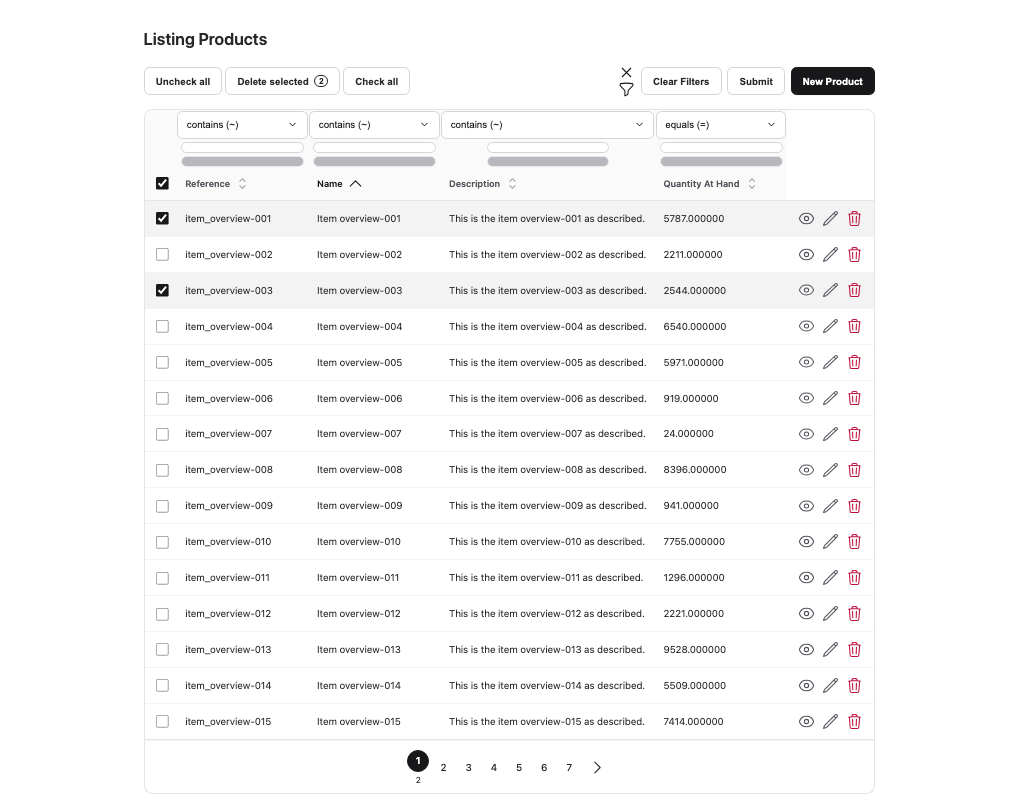 Listing Products
Uncheck all Delete selected 2 Check all Clear Filters Submit New Product
contains (~) contains (~) contains (~) equals (=)
Reference Name Description Quantity At Hand
item_overview-001 Item overview-001 This is the item overview-001 as described. 5787.000000
item_overview-002 Item overview-002 This is the item overview-002 as described. 2211.000000
item_overview-003 Item overview-003 This is the item overview-003 as described. 2544.000000
item_overview-004 Item overview-004 This is the item overview-004 as described. 6540.000000
item_overview-005 Item overview-005 This is the item overview-005 as described. 5971.000000
item_overview-006 Item overview-006 This is the item overview-006 as described. 919.000000
item_overview-007 Item overview-007 This is the item overview-007 as described. 24.000000
item_overview-008 Item overview-008 This is the item overview-008 as described. 8396.000000
item_overview-009 Item overview-009 This is the item overview-009 as described. 941.000000
item_overview-010 Item overview-010 This is the item overview-010 as described. 7755.000000
item_overview-011 Item overview-011 This is the item overview-011 as described. 1296.000000
item_overview-012 Item overview-012 This is the item overview-012 as described. 2221.000000
item_overview-013 Item overview-013 This is the item overview-013 as described. 9528.000000
item_overview-014 Item overview-014 This is the item overview-014 as described. 5509.000000
item_overview-015 Item overview-015 This is the item overview-015 as described. 7414.000000
1 2 3 4 5 6 7
2